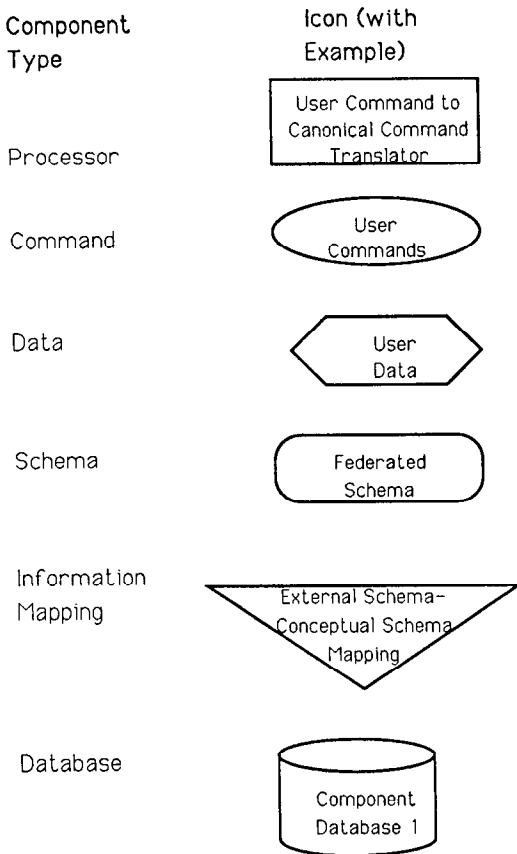 Component
Type
Icon (with
Example)
User Command to
Canonical Command
Translator
Processor
Command
User
Commands
Data
User
Data
Schema
Federated
Schema
Information
Mapping
External Schema-
Conceptual Schema
Mapping
Database
Component
Database 1